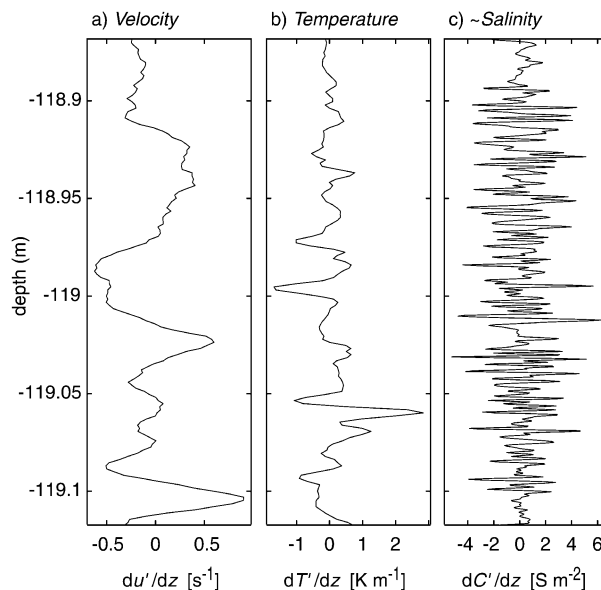 a) Velocity b) Temperature c) ~Salinity
-118.9
-118.95
-119
-119.05
-119.1
depth (m)
-0.5 0 0.5 -1 0 1 2 -4 -2 0 2 4 6
du'/dz [s-1] dT'/dz [K m-1] dC'/dz [S m-2]